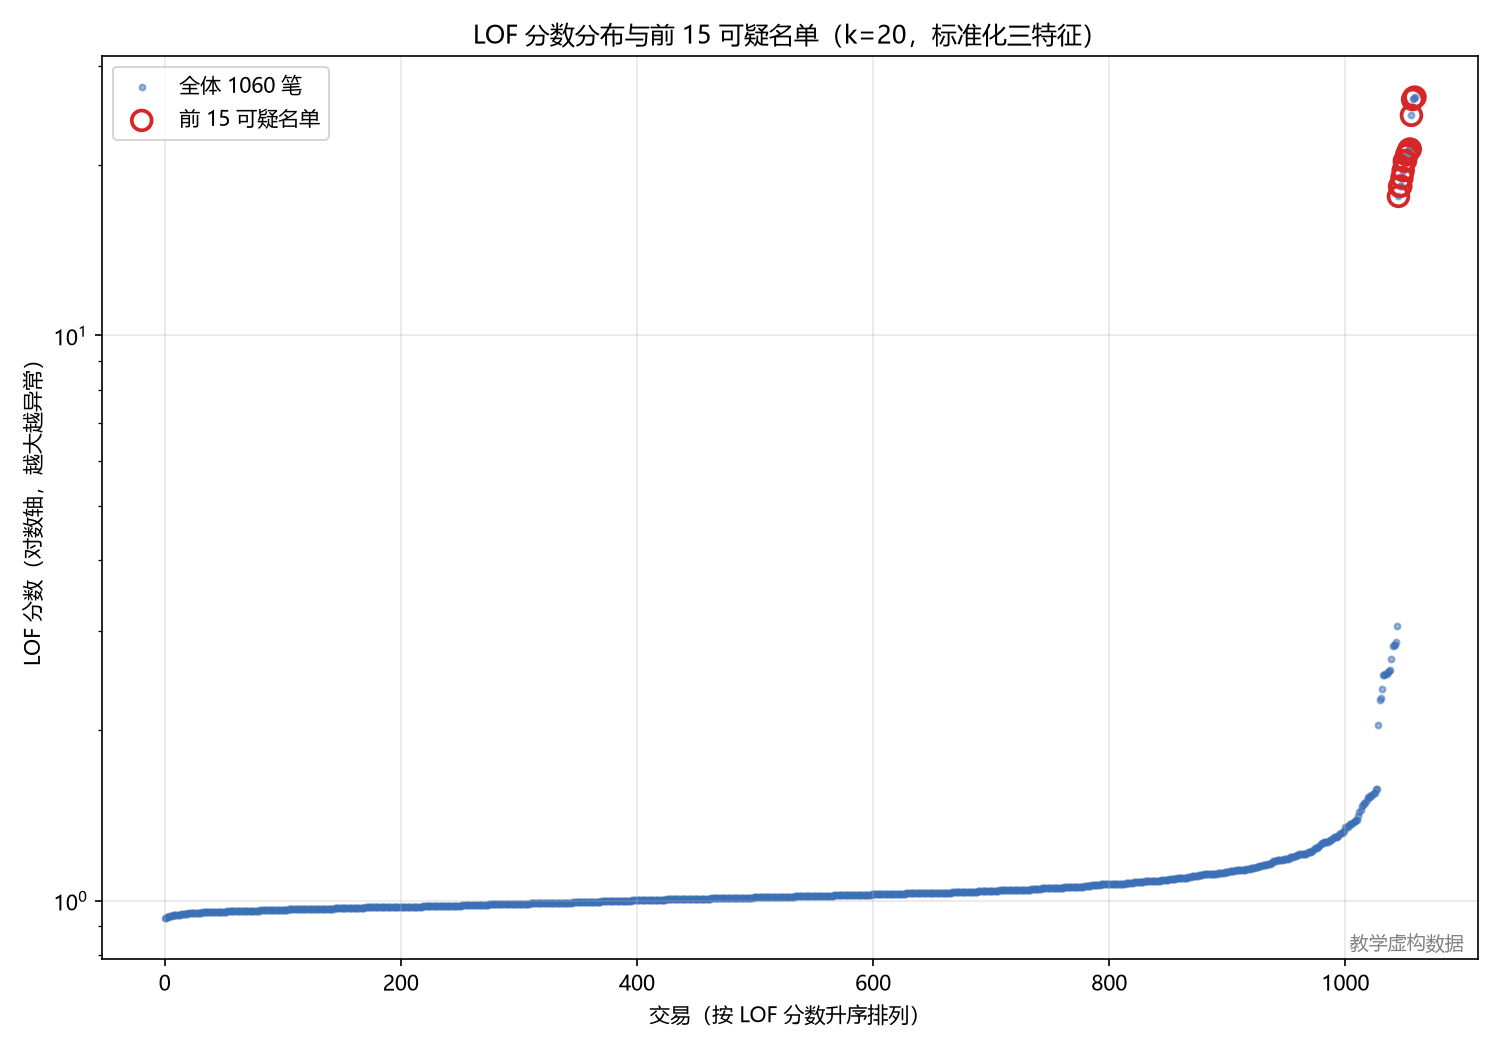 LOF 分数分布与前 15 可疑名单（k=20，标准化三特征）
全体 1060 笔
前 15 可疑名单
LOF 分数（对数轴，越大越异常）
10¹
10⁰
教学虚构数据
0 200 400 600 800 1000
交易（按 LOF 分数升序排列）